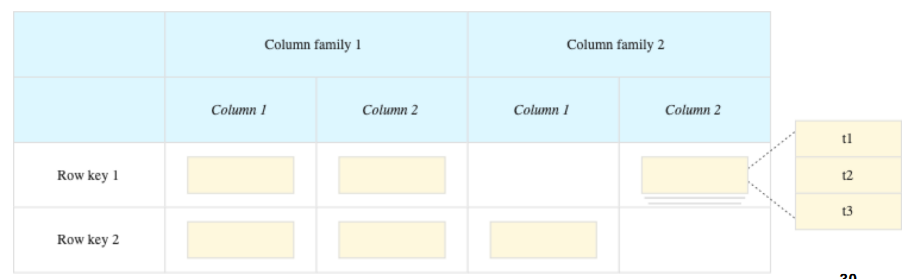 Column family 1
Column family 2
Column 1
Column 2
Column 1
Column 2
Row key 1
t1
t2
t3
Row key 2